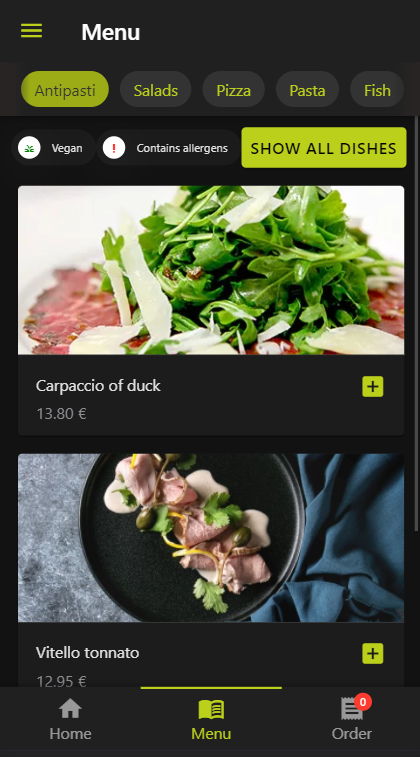 Menu
Antipasti Salads Pizza Pasta Fish
Vegan Contains allergens SHOW ALL DISHES
Carpaccio of duck
13.80 €
Vitello tonnato
12.95 €
0
Home Menu Order